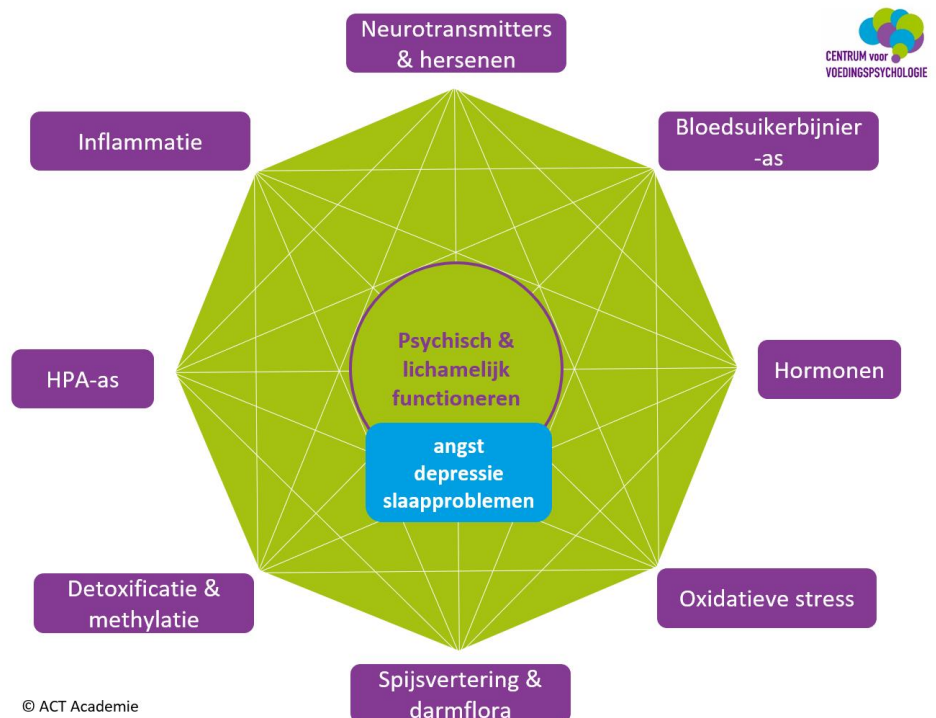 Neurotransmitters
& hersenen
CENTRUM voor
VOEDINGSPSYCHOLOGIE
Inflammatie
Bloedsuikerbijnier
-as
HPA-as
Psychisch &
lichamelijk
functioneren
angst
depressie
slaapproblemen
Hormonen
Detoxificatie &
methylatie
Oxidatieve stress
Spijsvertering &
darmflora
© ACT Academie